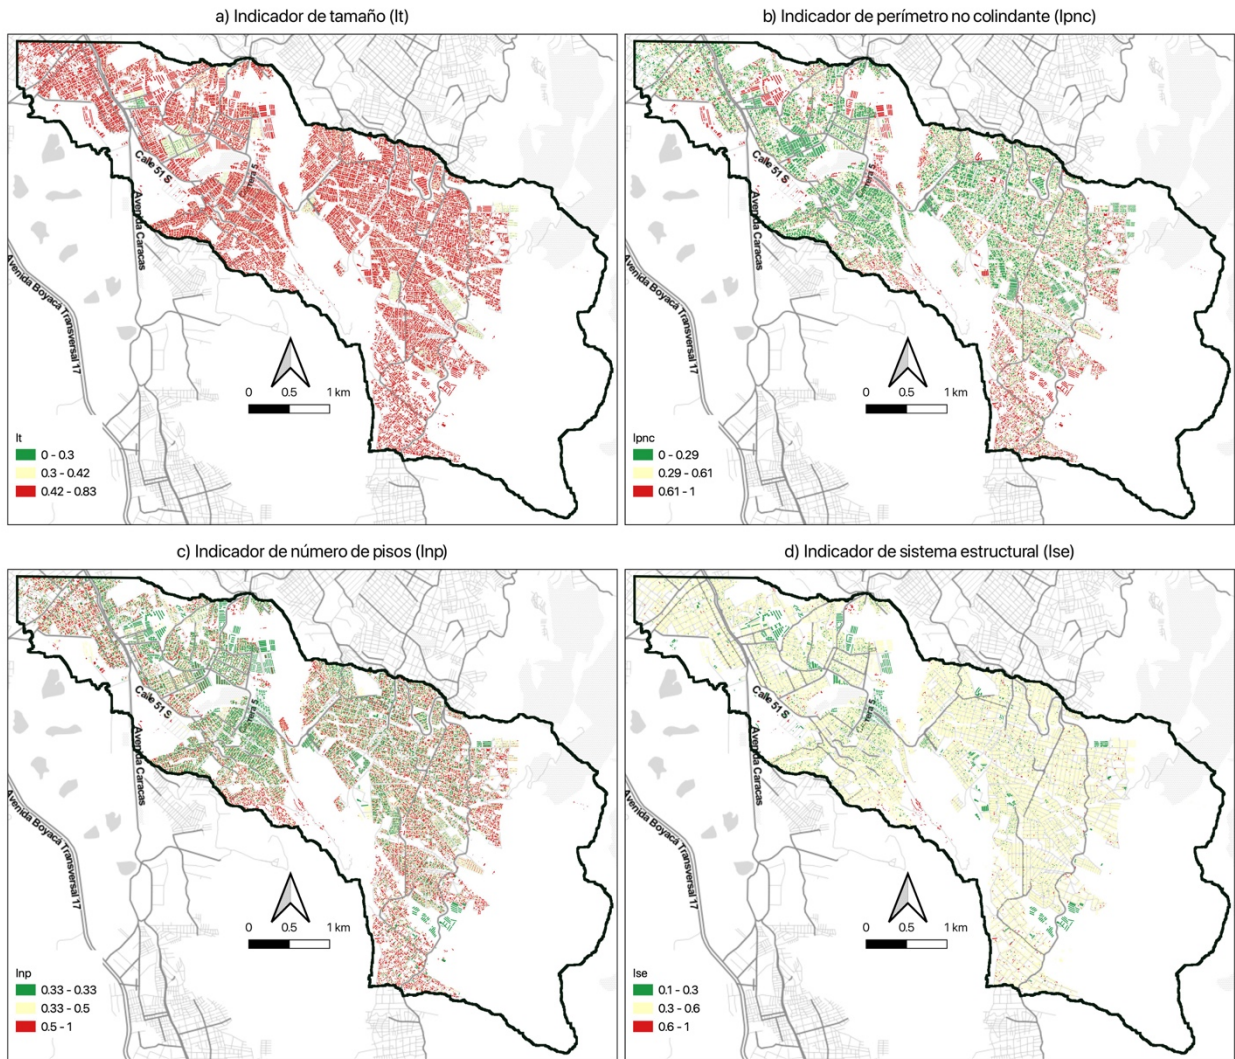 a) Indicador de tamaño (It)
Calle 51 S
Avenida Caracas
Avenida Boyacá Transversal 17
0 0.5 1 km
It
0 - 0.3
0.3 - 0.42
0.42 - 0.83
b) Indicador de perímetro no colindante (Ipnc)
Calle 51 S
Avenida Caracas
Avenida Boyacá Transversal 17
0 0.5 1 km
Ipnc
0 - 0.29
0.29 - 0.61
0.61 - 1
c) Indicador de número de pisos (Inp)
Calle 51 S
Avenida Caracas
Avenida Boyacá Transversal 17
0 0.5 1 km
Inp
0.33 - 0.33
0.33 - 0.5
0.5 - 1
d) Indicador de sistema estructural (Ise)
Calle 51 S
Avenida Caracas
Avenida Boyacá Transversal 17
0 0.5 1 km
Ise
0.1 - 0.3
0.3 - 0.6
0.6 - 1